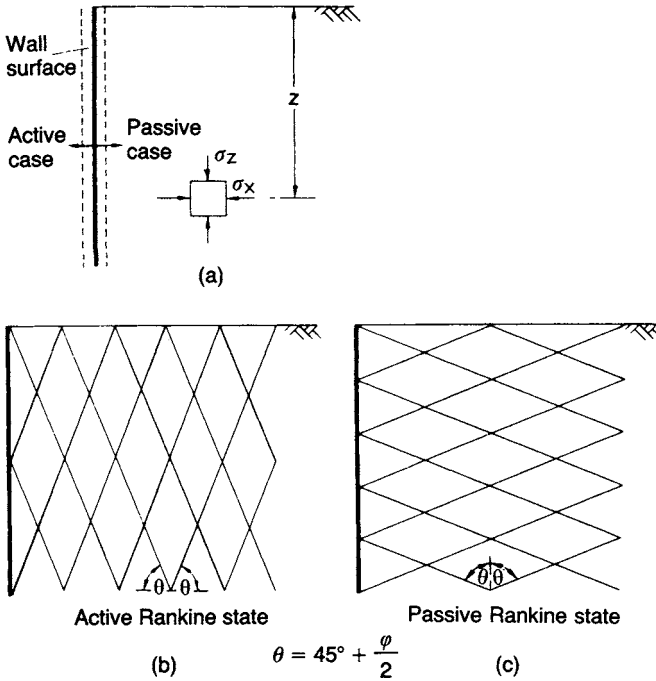 Wall
surface
z
Active
case
Passive
case
σz
σx
(a)
θ θ
θ θ
Active Rankine state
Passive Rankine state
(b)
θ = 45° + φ/2
(c)